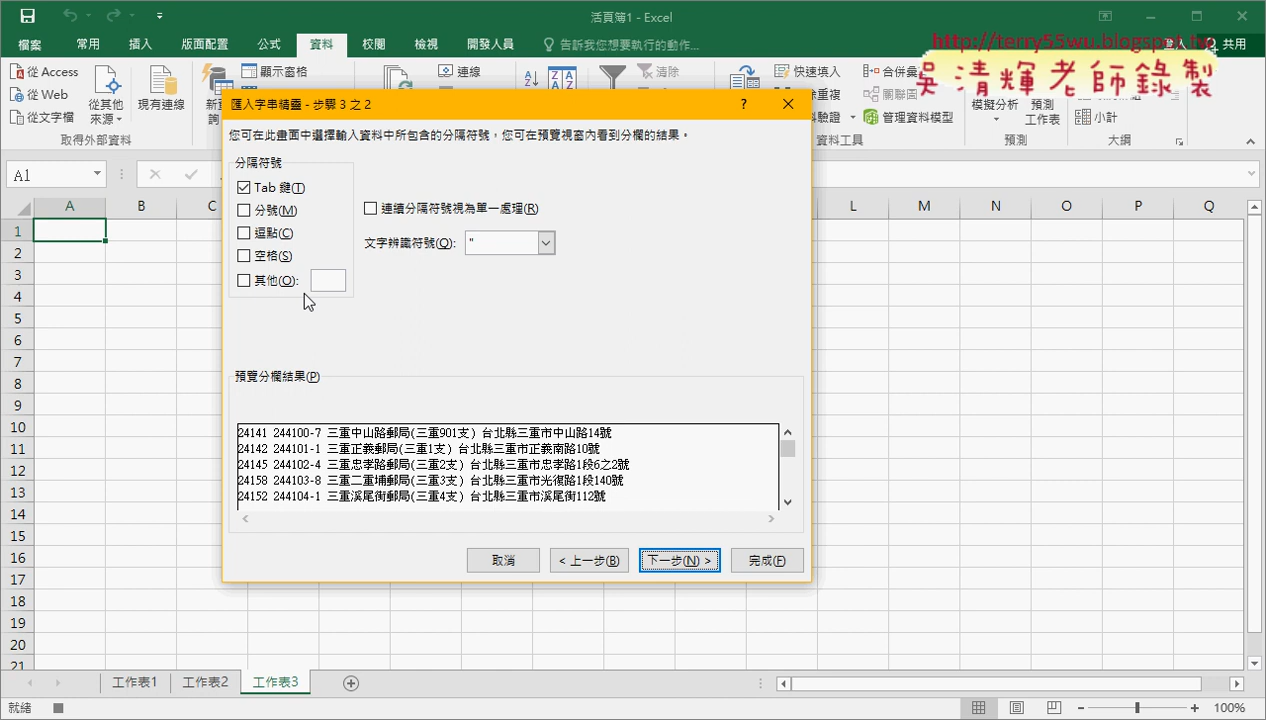 活頁簿1 - Excel
http://terry55wu.blogspot.tw
檔案 常用 插入 版面配置 公式 資料 校閱 檢視 開發人員 告訴我您想要執行的動作... 登入 共用
吳清輝老師錄製
從 Access
從 Web
從文字檔
從其他來源
現有連線
取得外部資料
顯示窗格
連線
清除
快速填入
合併彙
關聯圖
管理資料模型
資料工具
模擬分析
預測工作表
預測
小計
大綱
A1
匯入字串精靈 - 步驟 3 之 2 ?
您可在此畫面中選擇輸入資料中所包含的分隔符號，您可在預覽視窗內看到分欄的結果。
分隔符號
Tab 鍵(T)
分號(M)
逗點(C)
空格(S)
其他(O):
連續分隔符號視為單一處理(R)
文字辨識符號(Q): "
預覽分欄結果(P)
24141 244100-7 三重中山路郵局(三重901支) 台北縣三重市中山路14號
24142 244101-1 三重正義郵局(三重1支) 台北縣三重市正義南路10號
24145 244102-4 三重忠孝路郵局(三重2支) 台北縣三重市忠孝路1段6之2號
24158 244103-8 三重二重埔郵局(三重3支) 台北縣三重市光復路1段140號
24152 244104-1 三重溪尾街郵局(三重4支) 台北縣三重市溪尾街112號
取消 < 上一步(B) 下一步(N) > 完成(F)
A B C L M N O P Q
1
2
3
4
5
6
7
8
9
10
11
12
13
14
15
16
17
18
19
20
21
工作表1 工作表2 工作表3
就緒 100%